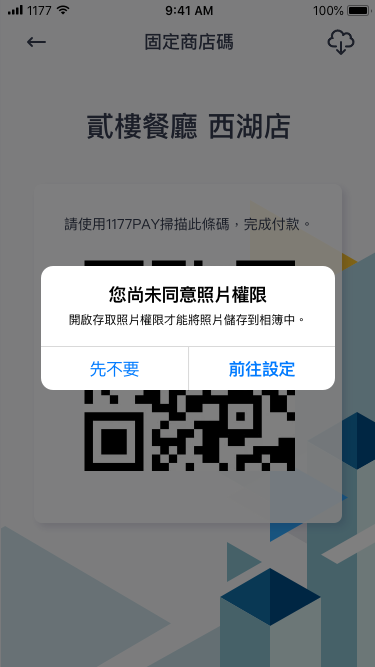 1177 9:41 AM 100%
固定商店碼
貳樓餐廳 西湖店
請使用1177PAY掃描此條碼，完成付款。
您尚未同意照片權限
開啟存取照片權限才能將照片儲存到相薄中。
先不要 前往設定